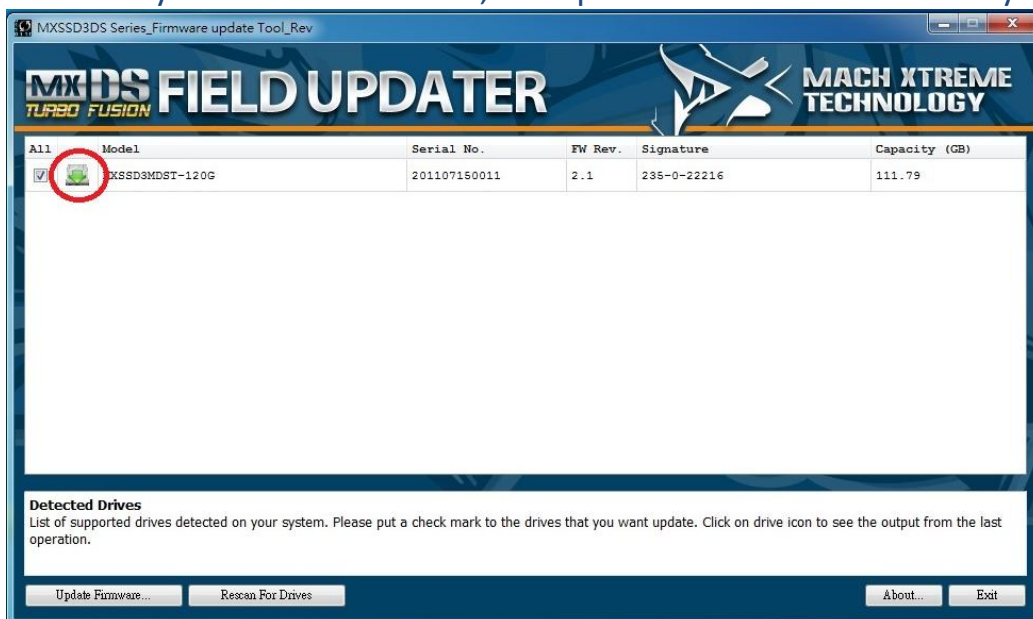 MXSSD3DS Series_Firmware update Tool_Rev
MX DS FIELD UPDATER
TURBO FUSION
MACH XTREME
TECHNOLOGY
All Model Serial No. FW Rev. Signature Capacity (GB)
XSSD3MDST-120G 201107150011 2.1 235-0-22216 111.79
Detected Drives
List of supported drives detected on your system. Please put a check mark to the drives that you want update. Click on drive icon to see the output from the last
operation.
Update Firmware... Rescan For Drives About... Exit